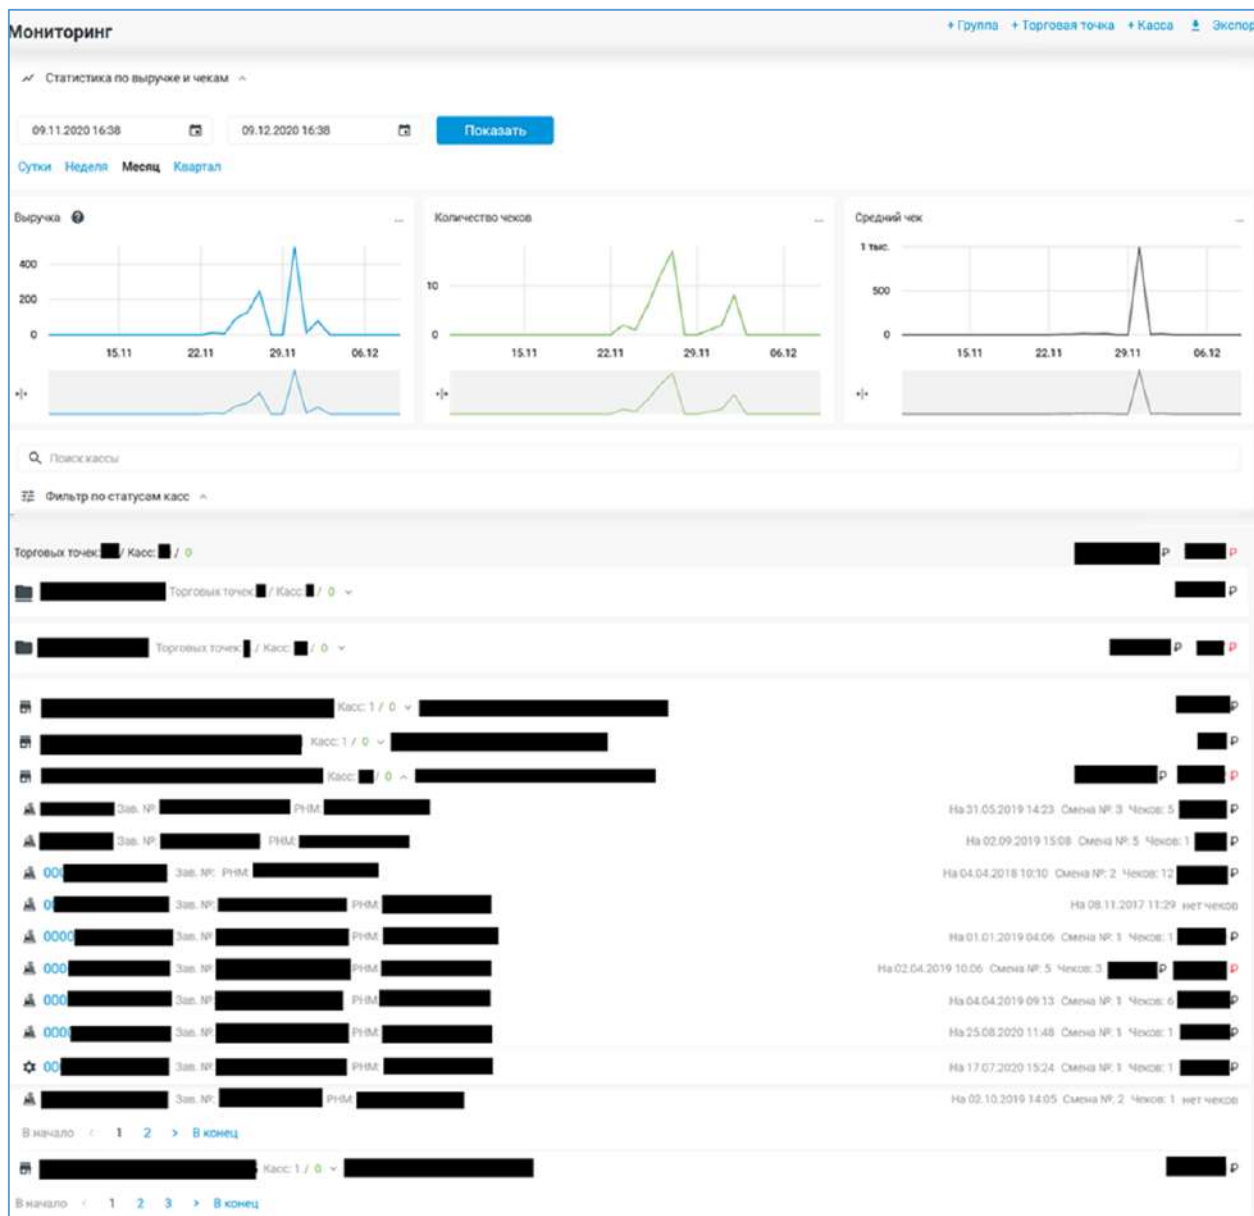 Мониторинг + Группа + Торговая точка + Касса Экспор
Статистика по выручке и чекам
09.11.2020 16:38 09.12.2020 16:38 Показать
Сутки Неделя Месяц Квартал
Выручка ... Количество чеков ... Средний чек ...
400 10 1 тыс.
200 0 500
0 0
15.11 22.11 29.11 06.12 15.11 22.11 29.11 06.12 15.11 22.11 29.11 06.12
Поиск кассы
Фильтр по статусам касс
Торговых точек: / Касс: / 0 ₽ ₽
Торговых точек: / Касс: / 0 ₽
Торговых точек: / Касс: / 0 ₽ ₽
Касс: 1 / 0 ₽
Касс: 1 / 0 ₽
Касс: / 0 ₽ ₽
Зав. № РНМ: На 31.05.2019 14:23 Смена №: 3 Чеков: 5 ₽
Зав. № РНМ: На 02.09.2019 15:08 Смена №: 5 Чеков: 1 ₽
000 Зав. №: РНМ: На 04.04.2018 10:10 Смена №: 2 Чеков: 12 ₽
0 Зав. №: РНМ: На 08.11.2017 11:29 нет чеков
0000 Зав. № РНМ: На 01.01.2019 04:06 Смена №: 1 Чеков: 1 ₽
000 Зав. № РНМ: На 02.04.2019 10:06 Смена №: 5 Чеков: 3 ₽ ₽
000 Зав. № РНМ: На 04.04.2019 09:13 Смена №: 1 Чеков: 6 ₽
000 Зав. № РНМ: На 25.08.2020 11:48 Смена №: 1 Чеков: 1 ₽
00 Зав. № РНМ: На 17.07.2020 15:24 Смена №: 1 Чеков: 1 ₽
Зав. №: РНМ: На 02.10.2019 14:05 Смена №: 2 Чеков: 1 нет чеков
В начало < 1 2 > В конец
Касс: 1 / 0 ₽
В начало < 1 2 3 > В конец